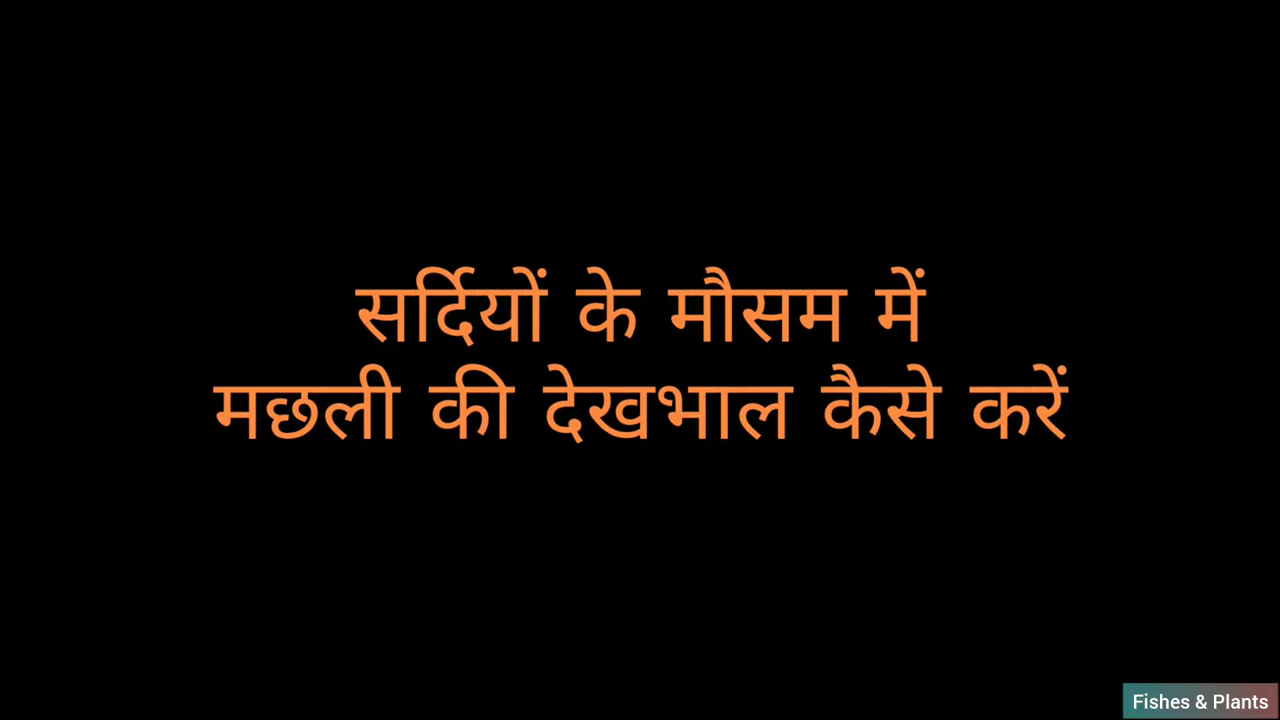 सर्दियों के मौसम में
मछली की देखभाल कैसे करें
Fishes & Plants